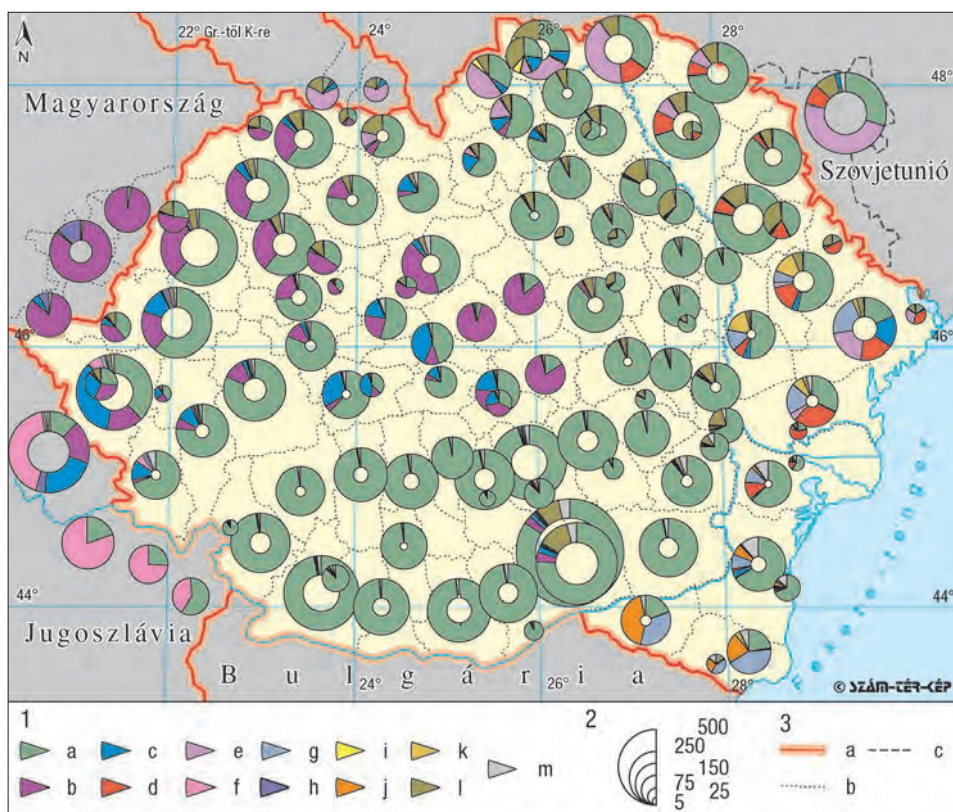 N
22° Gr.-től K-re
24°
26°
28°
48°
Magyarország
Szovjetunió
46°
46°
44°
44°
Jugoszlávia
Bulgária
24°
26°
28°
Fekete-tenger
© SZÁM-TÉR-KÉP
1
2
3
a c e g i k
m
b d f h j l
500
250
150
75
25
5
a c
b